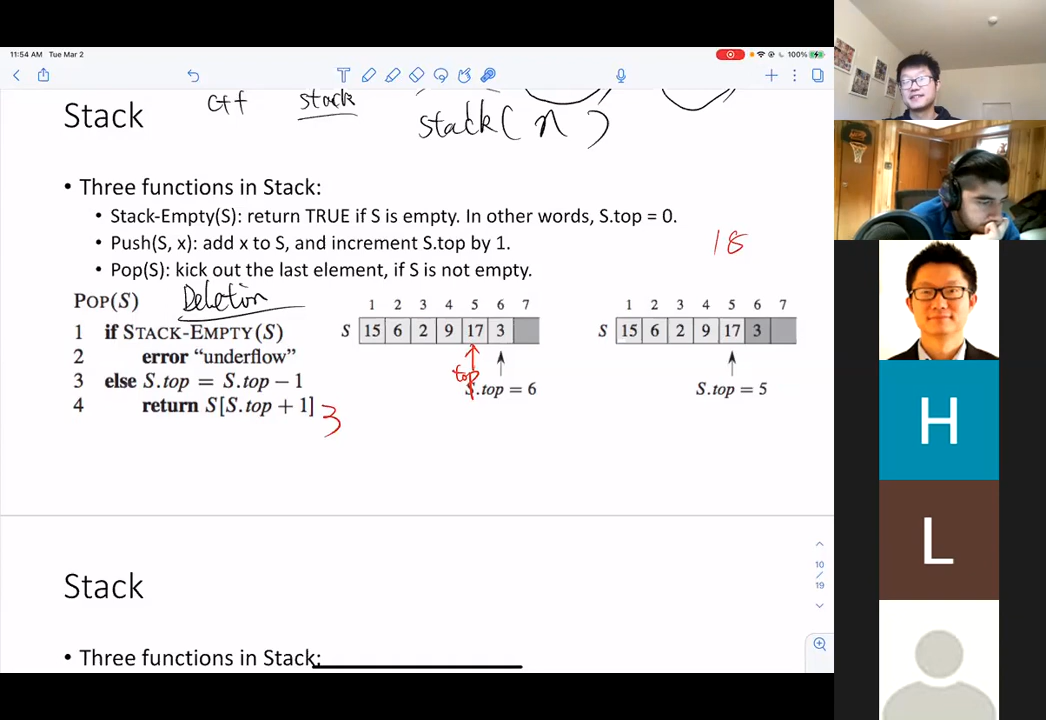 11:54 AM Tue Mar 2
100%
Stack
stack
stack( n )
• Three functions in Stack:
• Stack-Empty(S): return TRUE if S is empty. In other words, S.top = 0.
• Push(S, x): add x to S, and increment S.top by 1.
18
• Pop(S): kick out the last element, if S is not empty.
POP(S) Deletion
1 if STACK-EMPTY(S)
2 error “underflow”
3 else S.top = S.top − 1
4 return S[S.top + 1] 3
1 2 3 4 5 6 7
S 15 6 2 9 17 3
top
S.top = 6
1 2 3 4 5 6 7
S 15 6 2 9 17 3
S.top = 5
Stack
10
/
19
• Three functions in Stack:
H
L